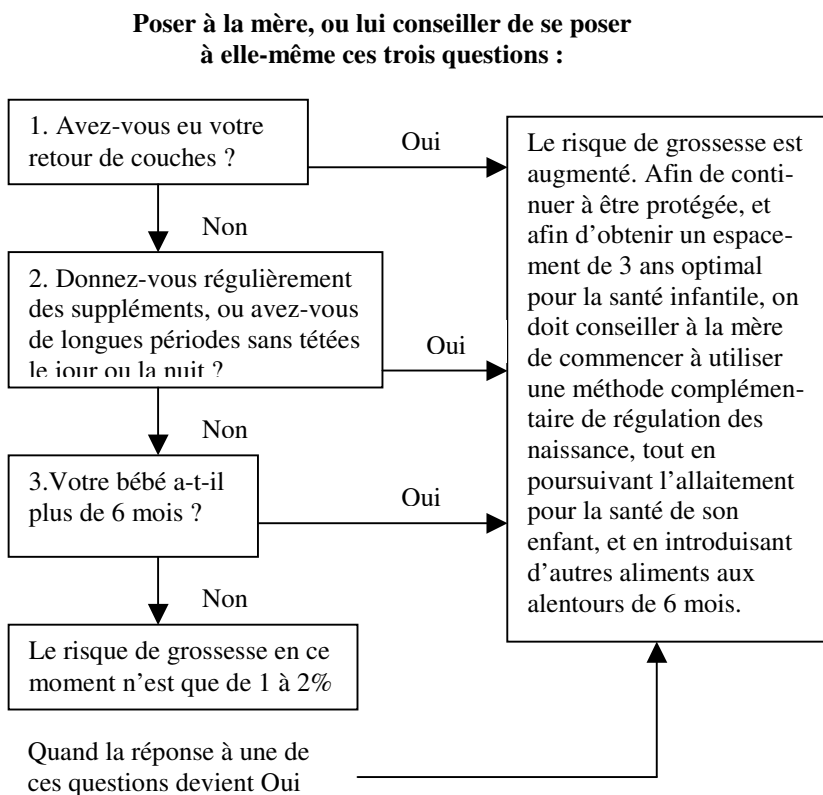 Poser à la mère, ou lui conseiller de se poser
à elle-même ces trois questions :
1. Avez-vous eu votre
retour de couches ?
Oui
Non
2. Donnez-vous régulièrement
des suppléments, ou avez-vous
de longues périodes sans tétées
le jour ou la nuit ?
Oui
Non
3.Votre bébé a-t-il
plus de 6 mois ?
Oui
Non
Le risque de grossesse en ce
moment n’est que de 1 à 2%
Quand la réponse à une de
ces questions devient Oui
Le risque de grossesse est
augmenté. Afin de conti-
nuer à être protégée, et
afin d’obtenir un espace-
ment de 3 ans optimal
pour la santé infantile, on
doit conseiller à la mère
de commencer à utiliser
une méthode complémen-
taire de régulation des
naissance, tout en
poursuivant l’allaitement
pour la santé de son
enfant, et en introduisant
d’autres aliments aux
alentours de 6 mois.